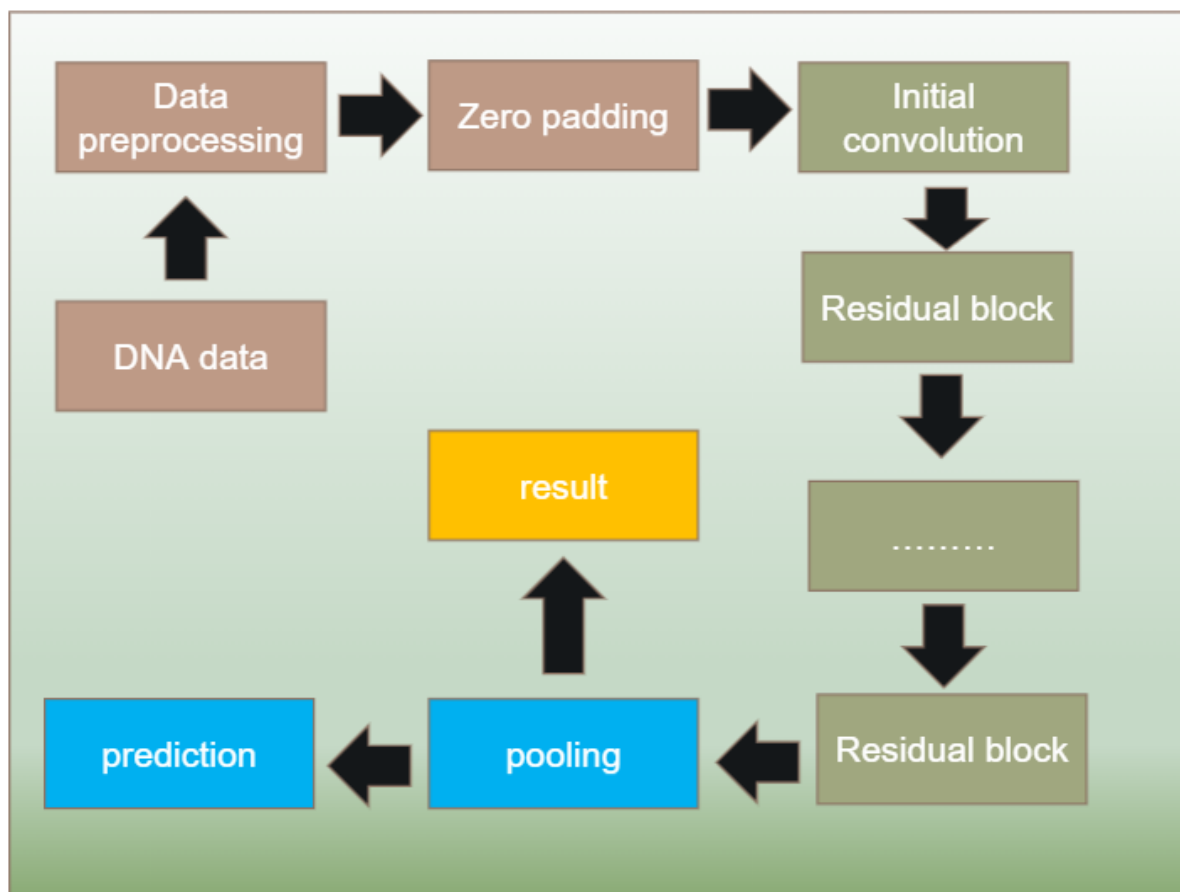 Data
preprocessing
Zero padding
Initial
convolution
DNA data
Residual block
result
.........
prediction
pooling
Residual block